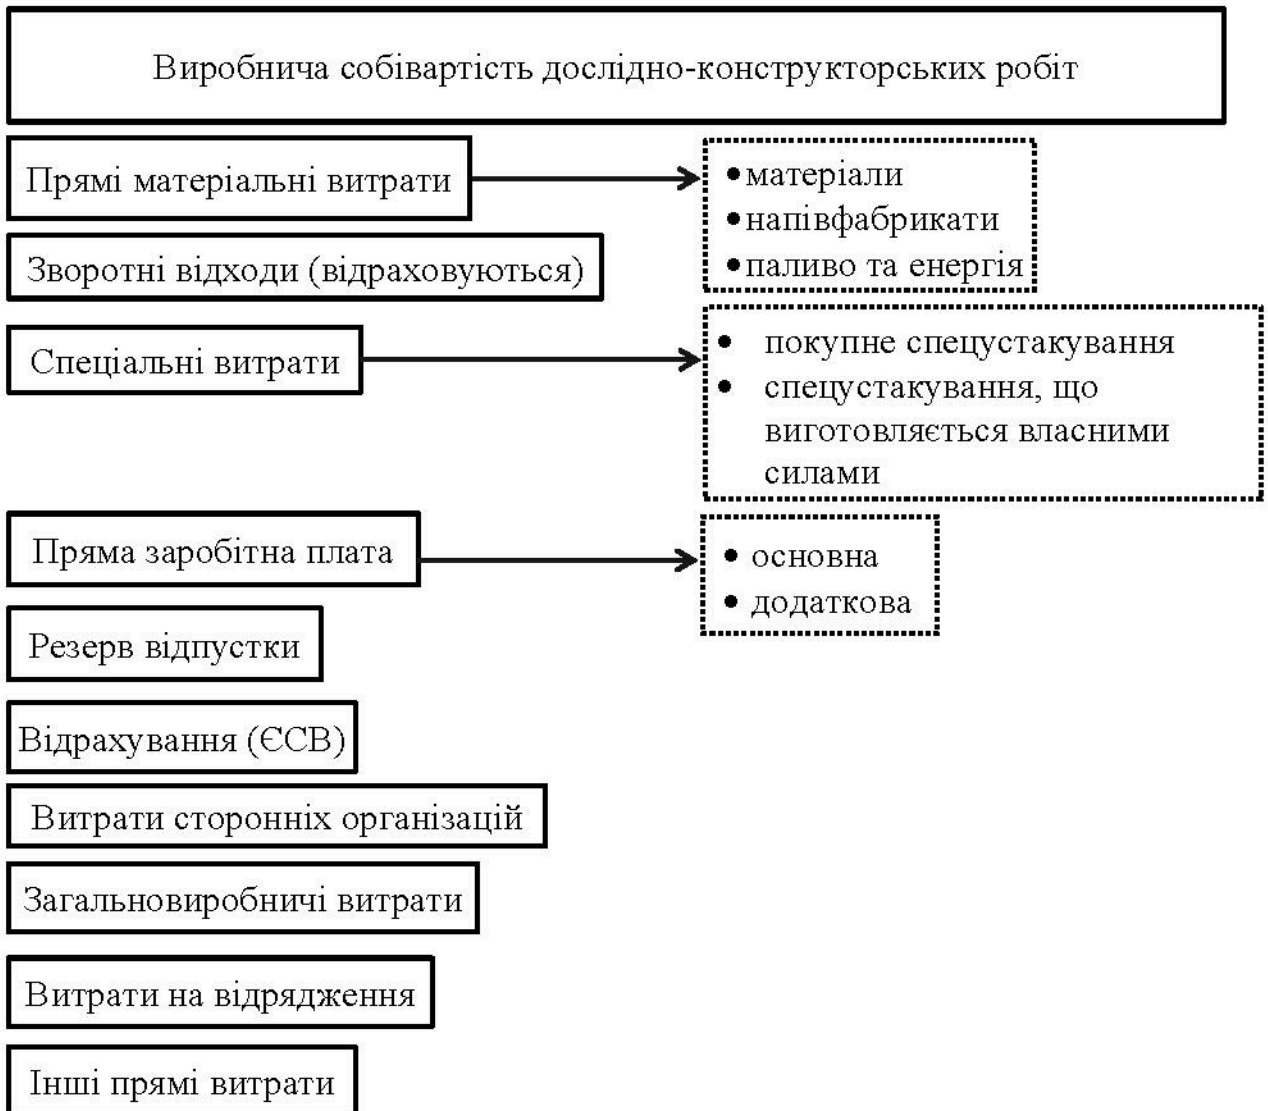 Виробнича собівартість дослідно-конструкторських робіт
Прямі матеріальні витрати
•матеріали
•напівфабрикати
•паливо та енергія
Зворотні відходи (відраховуються)
Спеціальні витрати
• покупне спецустакування
• спецустакування, що
виготовляється власними
силами
Пряма заробітна плата
• основна
• додаткова
Резерв відпустки
Відрахування (ЄСВ)
Витрати сторонніх організацій
Загальновиробничі витрати
Витрати на відрядження
Інші прямі витрати